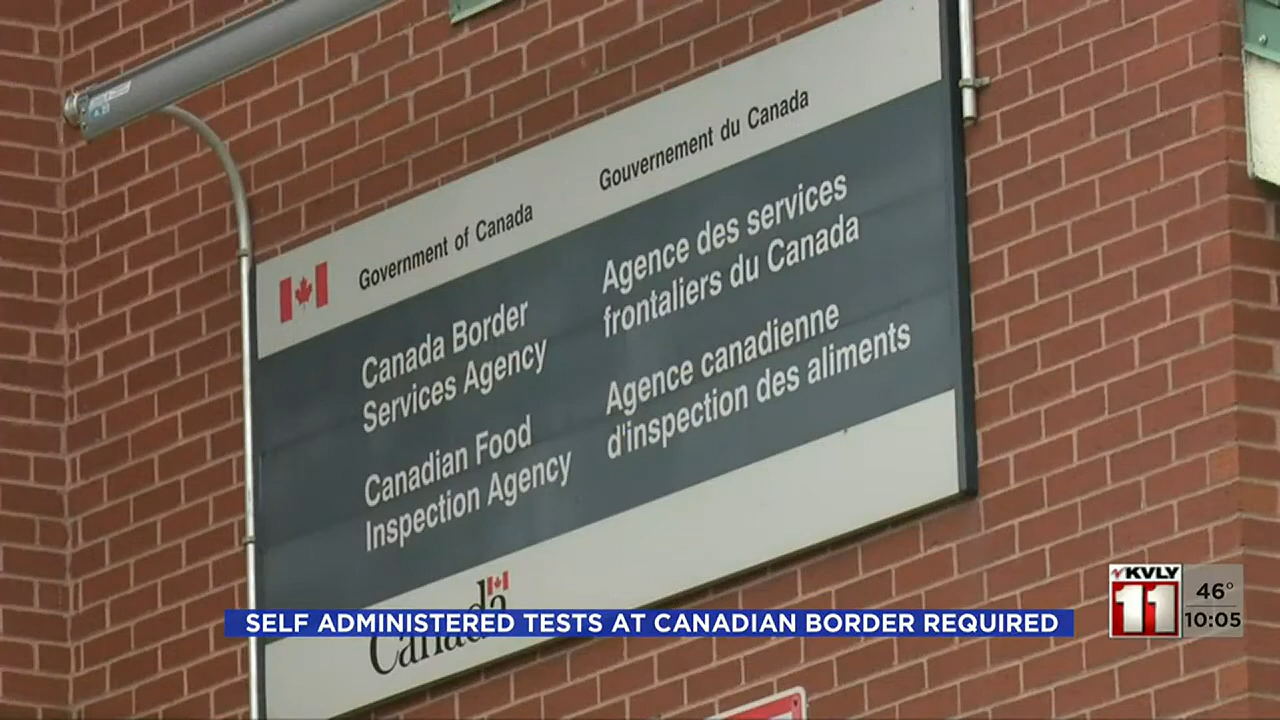 Government of Canada
Gouvernement du Canada
Canada Border
Services Agency
Agence des services
frontaliers du Canada
Canadian Food
Inspection Agency
Agence canadienne
d'inspection des aliments
Canada
SELF ADMINISTERED TESTS AT CANADIAN BORDER REQUIRED
KVLY
11
46°
10:05